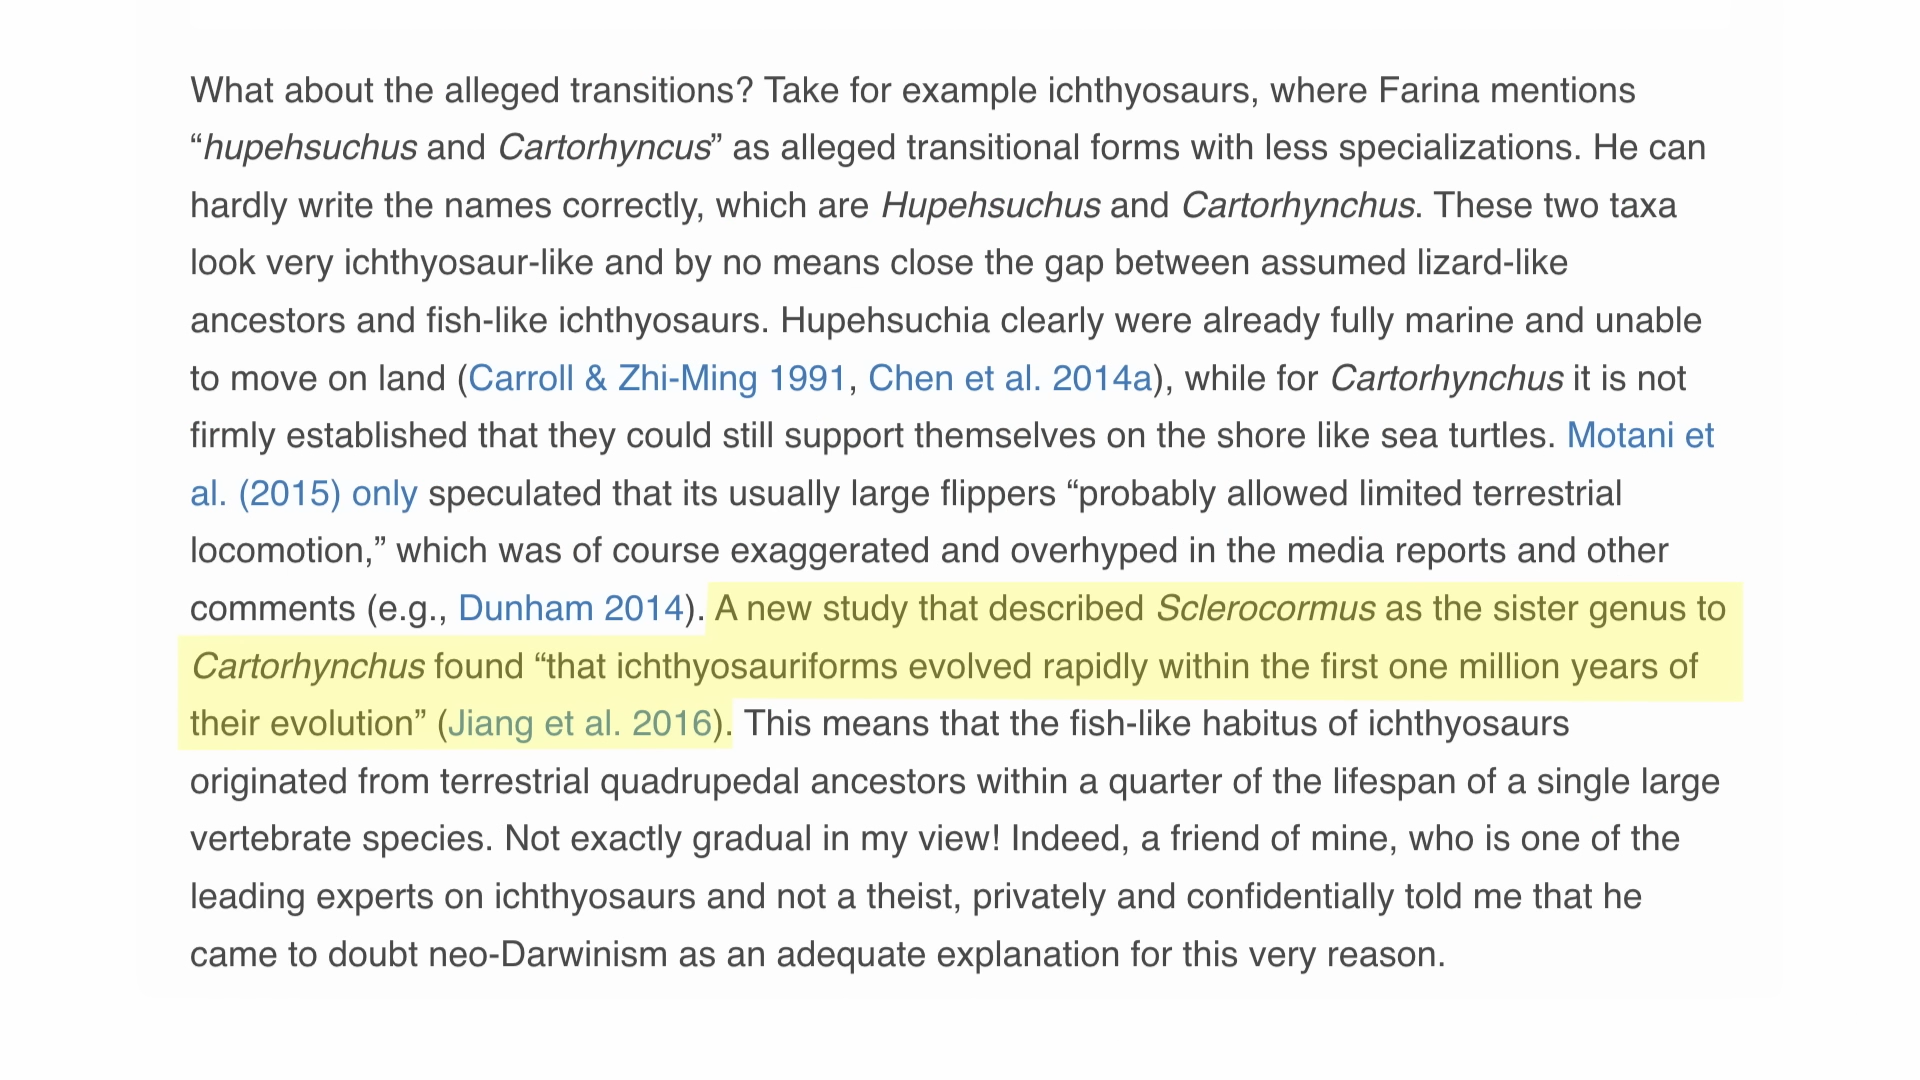 What about the alleged transitions? Take for example ichthyosaurs, where Farina mentions
“hupehsuchus and Cartorhyncus” as alleged transitional forms with less specializations. He can
hardly write the names correctly, which are Hupehsuchus and Cartorhynchus. These two taxa
look very ichthyosaur-like and by no means close the gap between assumed lizard-like
ancestors and fish-like ichthyosaurs. Hupehsuchia clearly were already fully marine and unable
to move on land (Carroll & Zhi-Ming 1991, Chen et al. 2014a), while for Cartorhynchus it is not
firmly established that they could still support themselves on the shore like sea turtles. Motani et
al. (2015) only speculated that its usually large flippers “probably allowed limited terrestrial
locomotion,” which was of course exaggerated and overhyped in the media reports and other
comments (e.g., Dunham 2014). A new study that described Sclerocormus as the sister genus to
Cartorhynchus found “that ichthyosauriforms evolved rapidly within the first one million years of
their evolution” (Jiang et al. 2016). This means that the fish-like habitus of ichthyosaurs
originated from terrestrial quadrupedal ancestors within a quarter of the lifespan of a single large
vertebrate species. Not exactly gradual in my view! Indeed, a friend of mine, who is one of the
leading experts on ichthyosaurs and not a theist, privately and confidentially told me that he
came to doubt neo-Darwinism as an adequate explanation for this very reason.